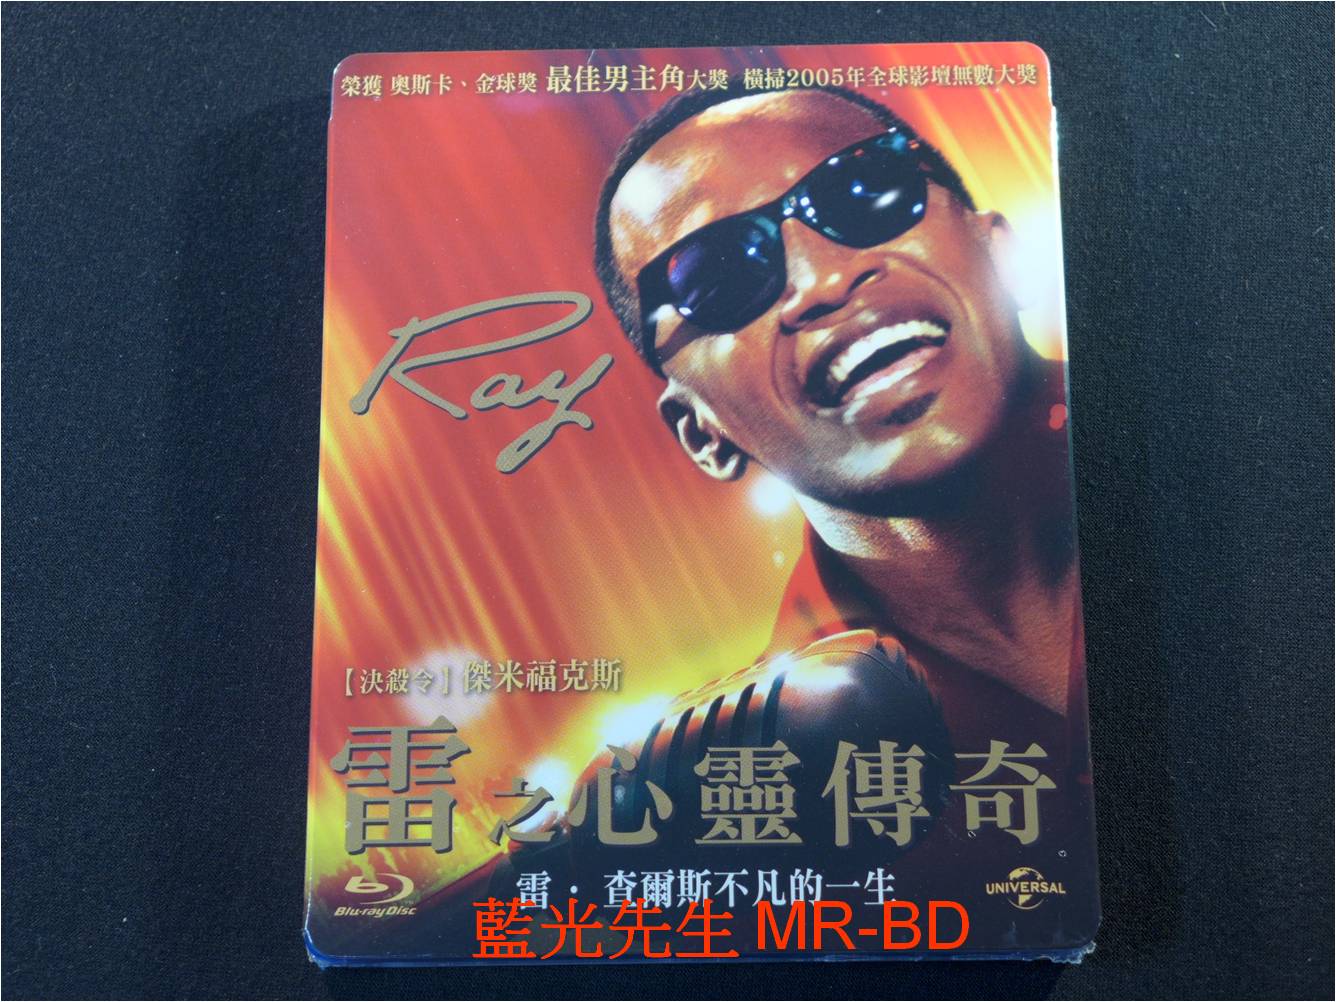 榮獲 奧斯卡、金球獎 最佳男主角大獎 橫掃2005年全球影壇無數大獎
Ray
【決殺令】傑米福克斯
雷之心靈傳奇
雷·查爾斯不凡的一生
Blu-ray Disc
UNIVERSAL
藍光先生 MR-BD